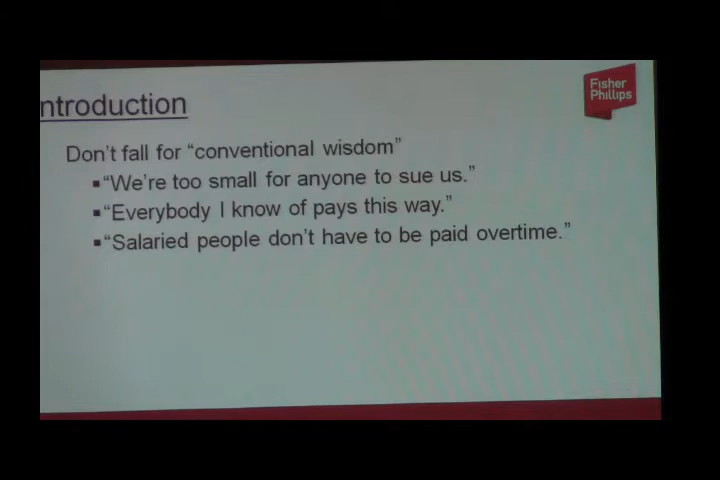 ntroduction
Fisher
Phillips
Don't fall for “conventional wisdom”
▪“We're too small for anyone to sue us.”
▪“Everybody I know of pays this way.”
▪“Salaried people don't have to be paid overtime.”